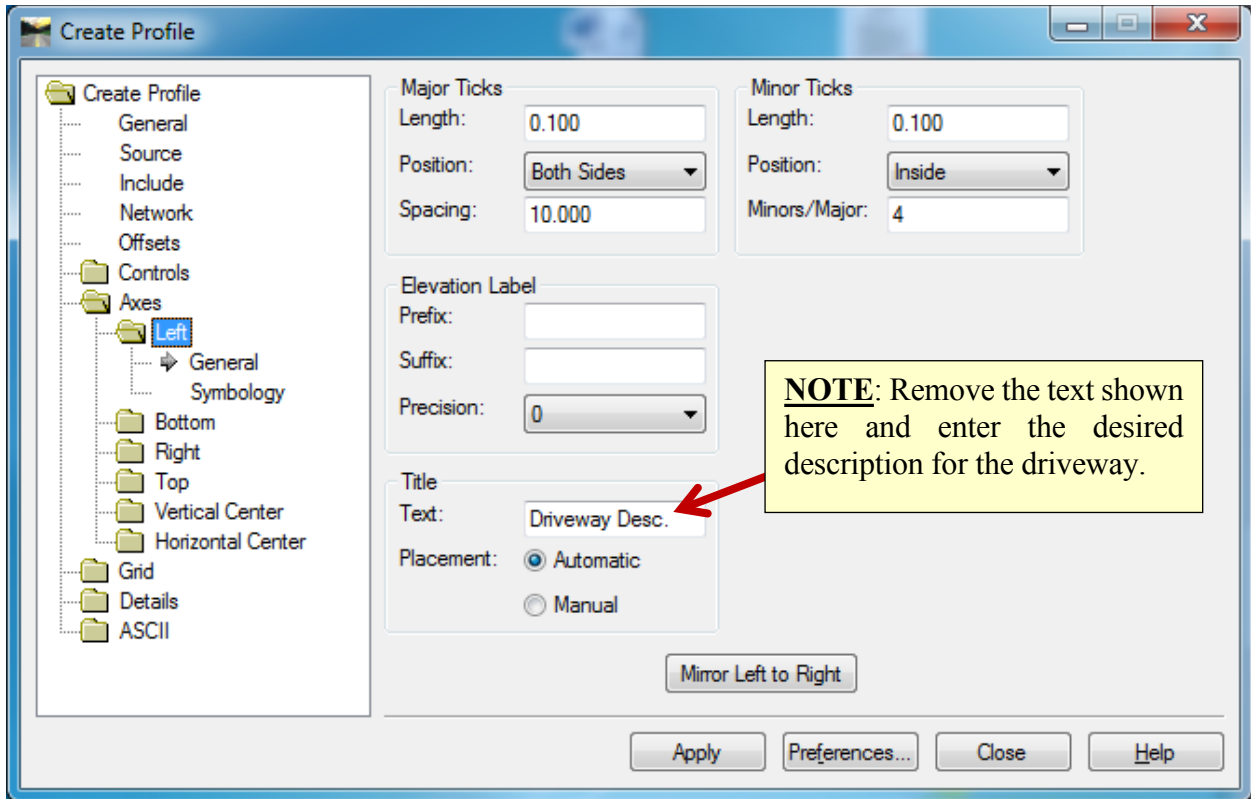 Create Profile
Create Profile
General
Source
Include
Network
Offsets
Controls
Axes
Left
General
Symbology
Bottom
Right
Top
Vertical Center
Horizontal Center
Grid
Details
ASCII
Major Ticks
Length: 0.100
Position: Both Sides
Spacing: 10.000
Minor Ticks
Length: 0.100
Position: Inside
Minors/Major: 4
Elevation Label
Prefix:
Suffix:
Precision: 0
Title
Text: Driveway Desc.
Placement: Automatic
Manual
NOTE: Remove the text shown
here and enter the desired
description for the driveway.
Mirror Left to Right
Apply Preferences... Close Help